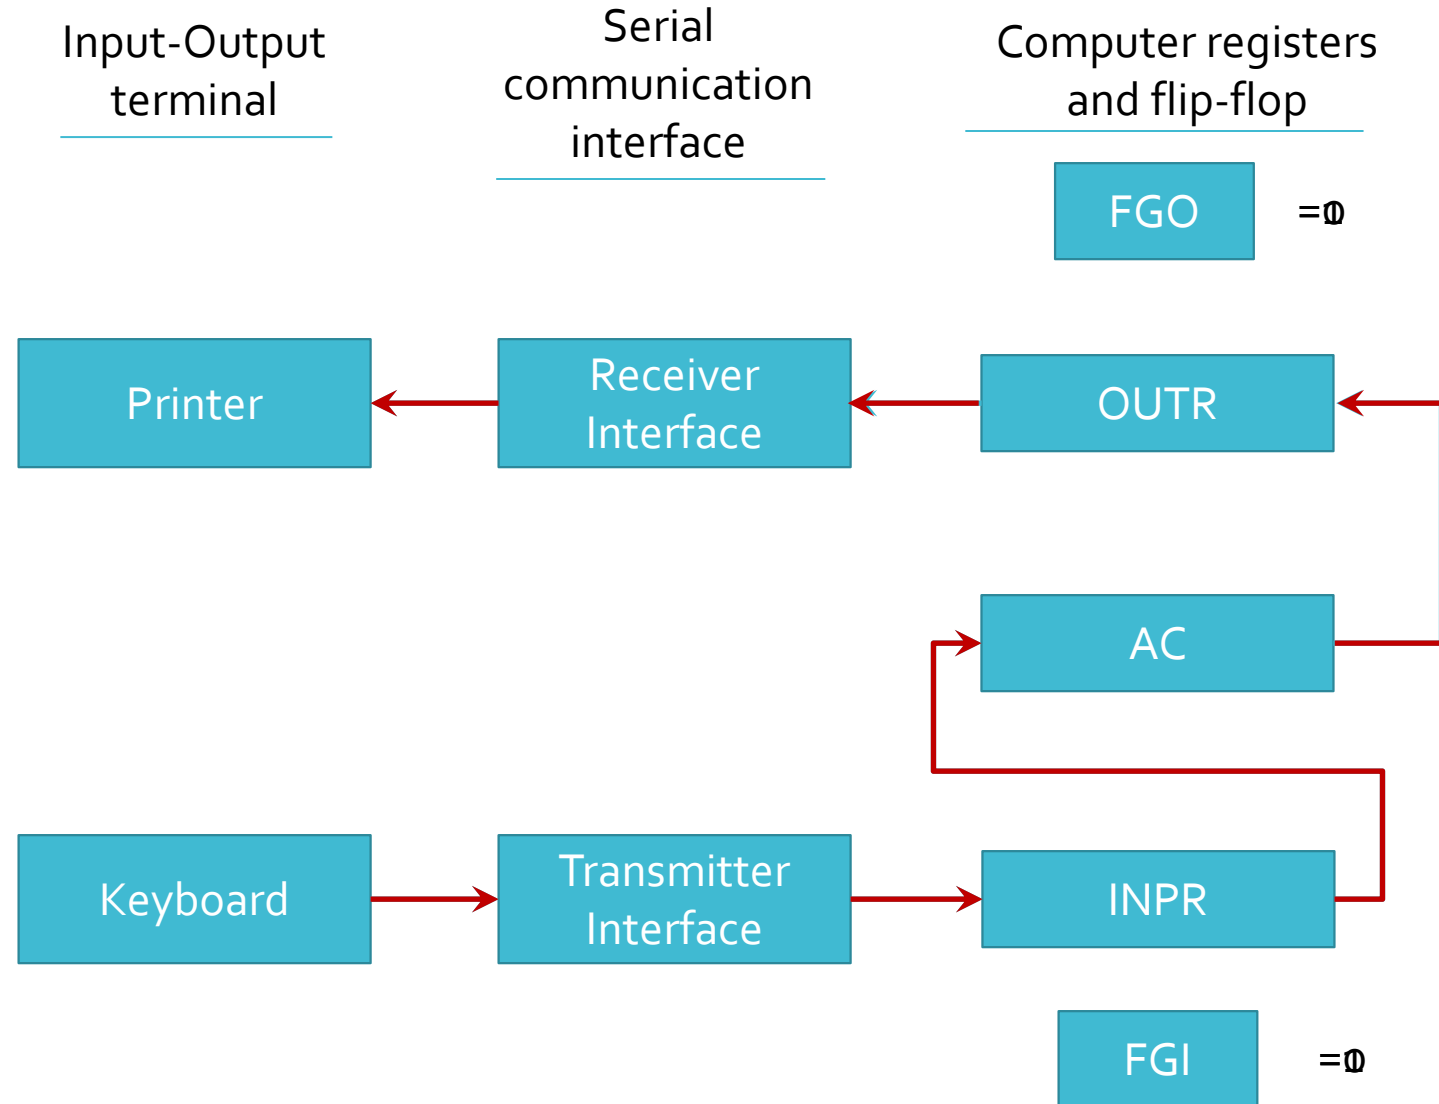 Input-Output
terminal
Serial
communication
interface
Computer registers
and flip-flop
FGO
=
Printer
Receiver
Interface
OUTR
AC
Keyboard
Transmitter
Interface
INPR
FGI
=